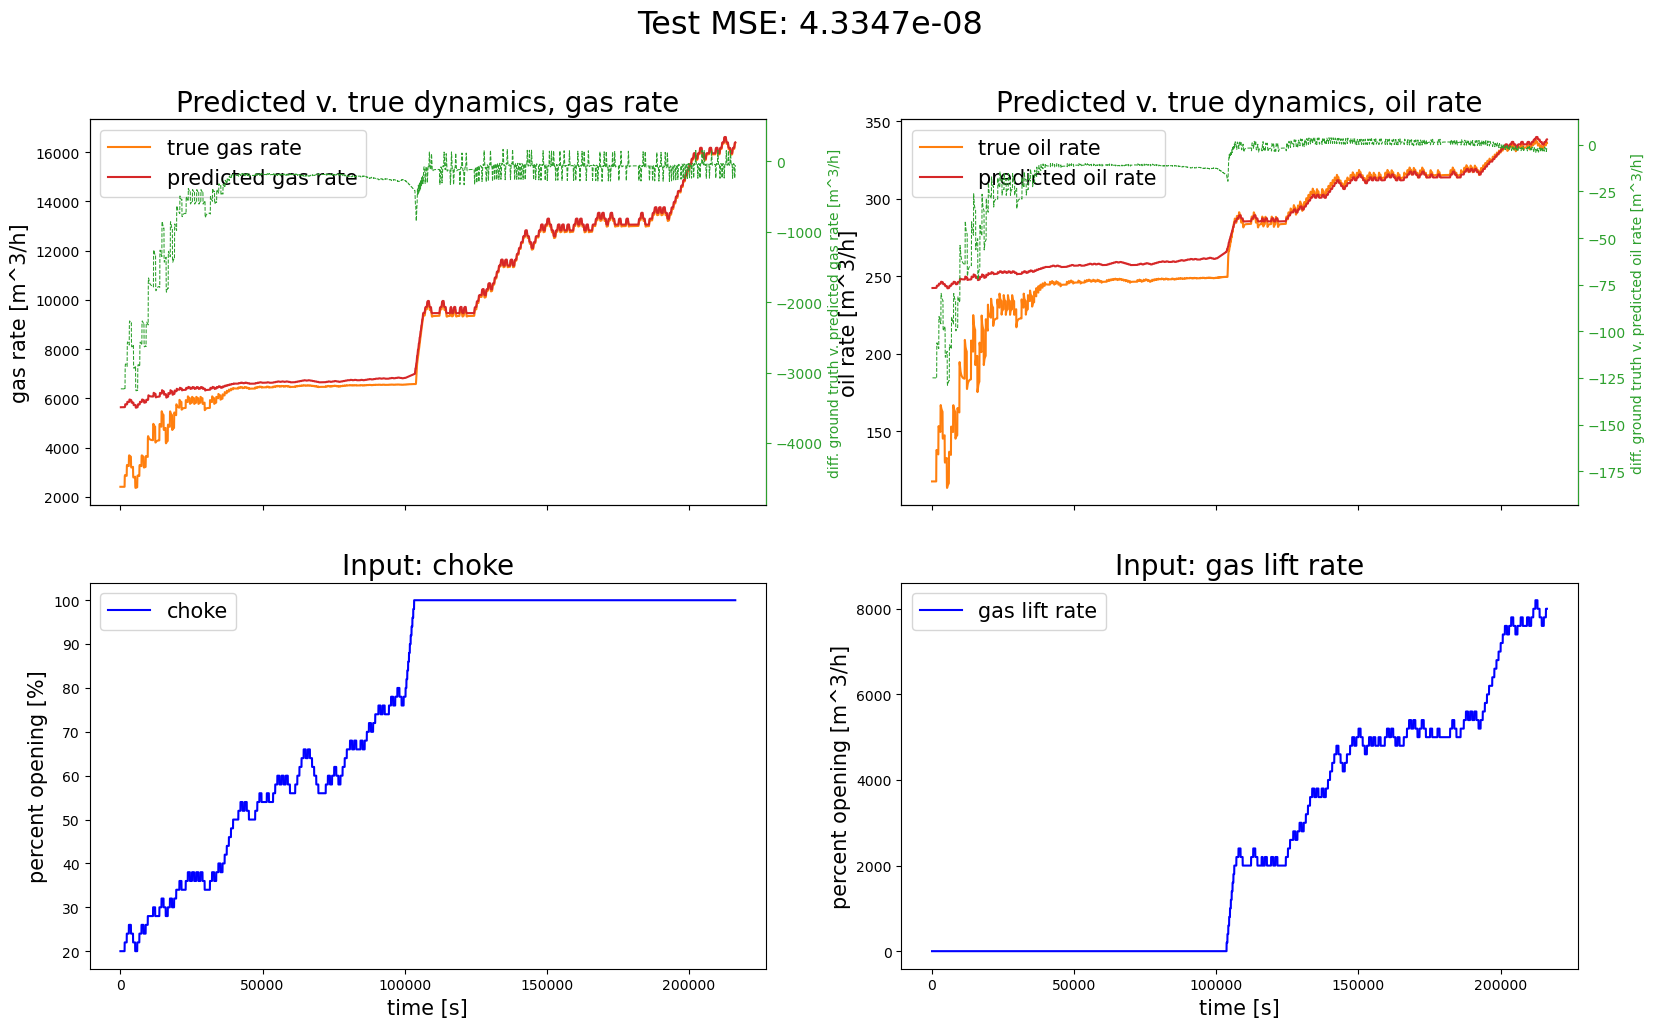 Test MSE: 4.3347e-08
Predicted v. true dynamics, gas rate
true gas rate
predicted gas rate
gas rate [m^3/h]
16000
14000
12000
10000
8000
6000
4000
2000
0
−1000
−2000
−3000
−4000
diff. ground truth v. predicted gas rate [m^3/h]
Predicted v. true dynamics, oil rate
true oil rate
predicted oil rate
oil rate [m^3/h]
350
300
250
200
150
0
−25
−50
−75
−100
−125
−150
−175
diff. ground truth v. predicted oil rate [m^3/h]
Input: choke
choke
percent opening [%]
100
90
80
70
60
50
40
30
20
0
50000
100000
150000
200000
time [s]
Input: gas lift rate
gas lift rate
percent opening [m^3/h]
8000
6000
4000
2000
0
0
50000
100000
150000
200000
time [s]